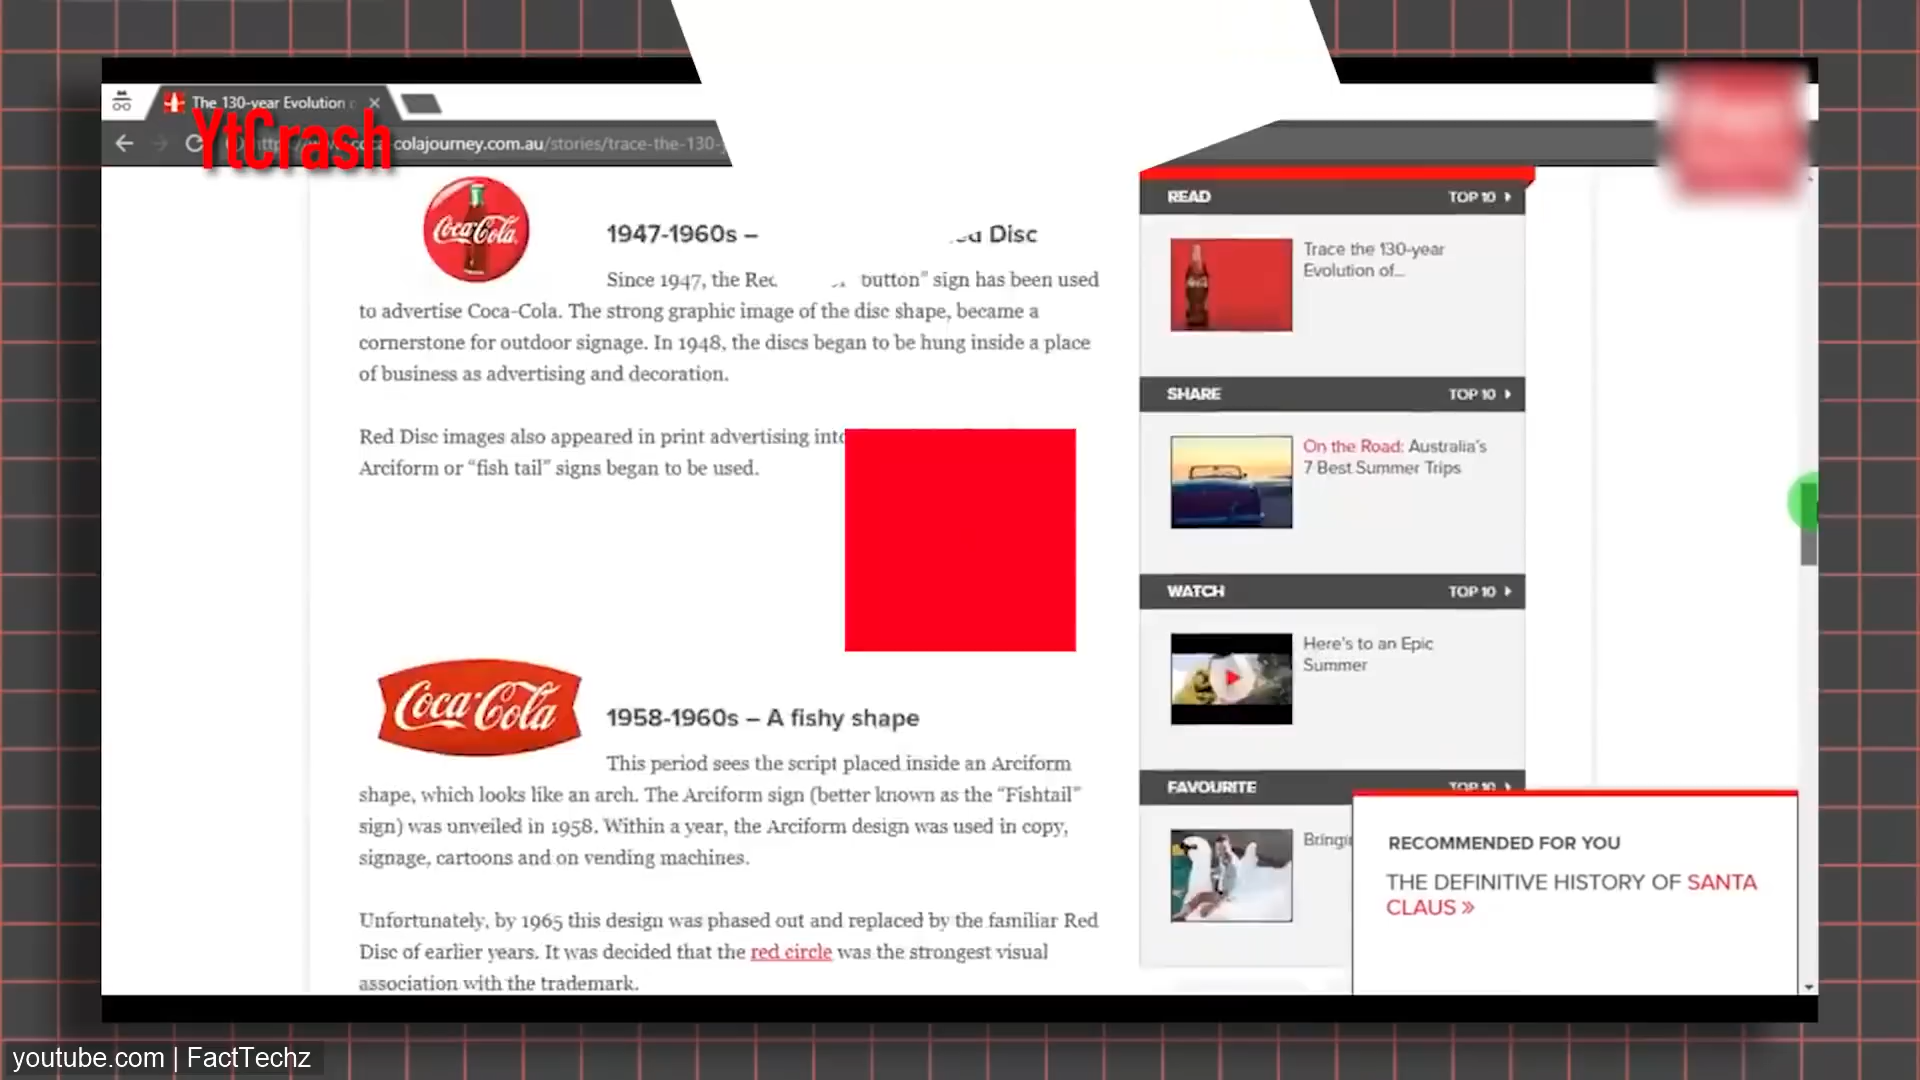 The 130-year Evolution
YtCrash
colajourney.com.au/stories/trace-the-130-
Coca-Cola
1947-1960s – Disc
Since 1947, the Red button” sign has been used
to advertise Coca-Cola. The strong graphic image of the disc shape, became a
cornerstone for outdoor signage. In 1948, the discs began to be hung inside a place
of business as advertising and decoration.
Red Disc images also appeared in print advertising into
Arciform or “fish tail” signs began to be used.
Coca-Cola
1958-1960s – A fishy shape
This period sees the script placed inside an Arciform
shape, which looks like an arch. The Arciform sign (better known as the “Fishtail”
sign) was unveiled in 1958. Within a year, the Arciform design was used in copy,
signage, cartoons and on vending machines.
Unfortunately, by 1965 this design was phased out and replaced by the familiar Red
Disc of earlier years. It was decided that the red circle was the strongest visual
association with the trademark.
READ TOP 10
Trace the 130-year
Evolution of...
SHARE TOP 10
On the Road: Australia's
7 Best Summer Trips
WATCH TOP 10
Here's to an Epic
Summer
FAVOURITE TOP 10
RECOMMENDED FOR YOU
THE DEFINITIVE HISTORY OF SANTA
CLAUS »
youtube.com | FactTechz